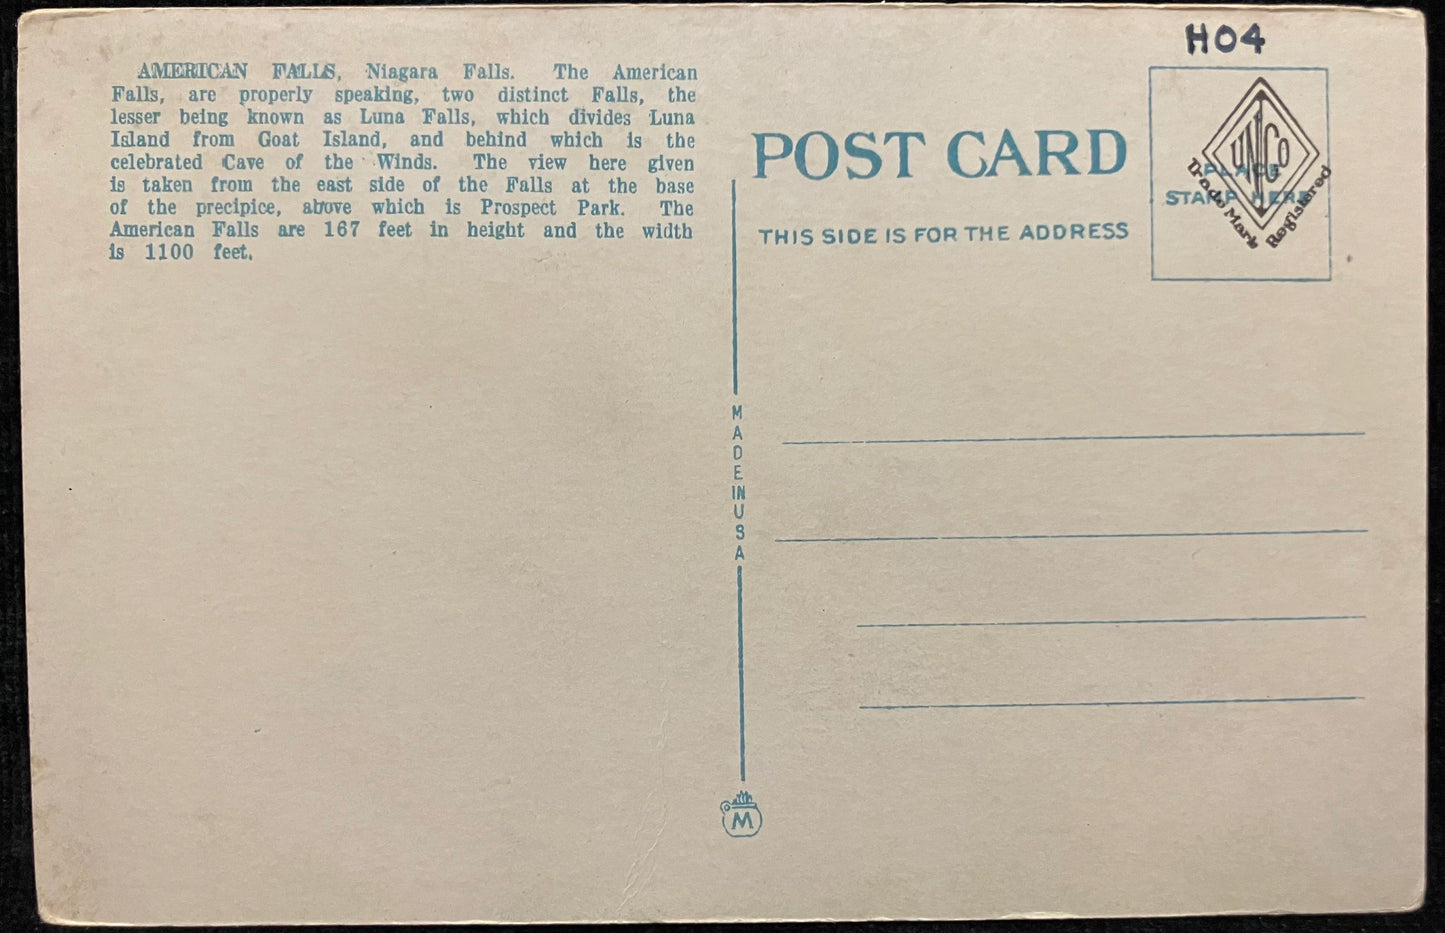 AMERICAN FALLS, Niagara Falls. The American
Falls, are properly speaking, two distinct Falls, the
lesser being known as Luna Falls, which divides Luna
Island from Goat Island, and behind which is the
celebrated Cave of the Winds. The view here given
is taken from the east side of the Falls at the base
of the precipice, above which is Prospect Park. The
American Falls are 167 feet in height and the width
is 1100 feet.
H04
POST CARD
THIS SIDE IS FOR THE ADDRESS
PLACE
STAMP HERE
UNICO
Trade Mark Registered
MADE IN USA
M